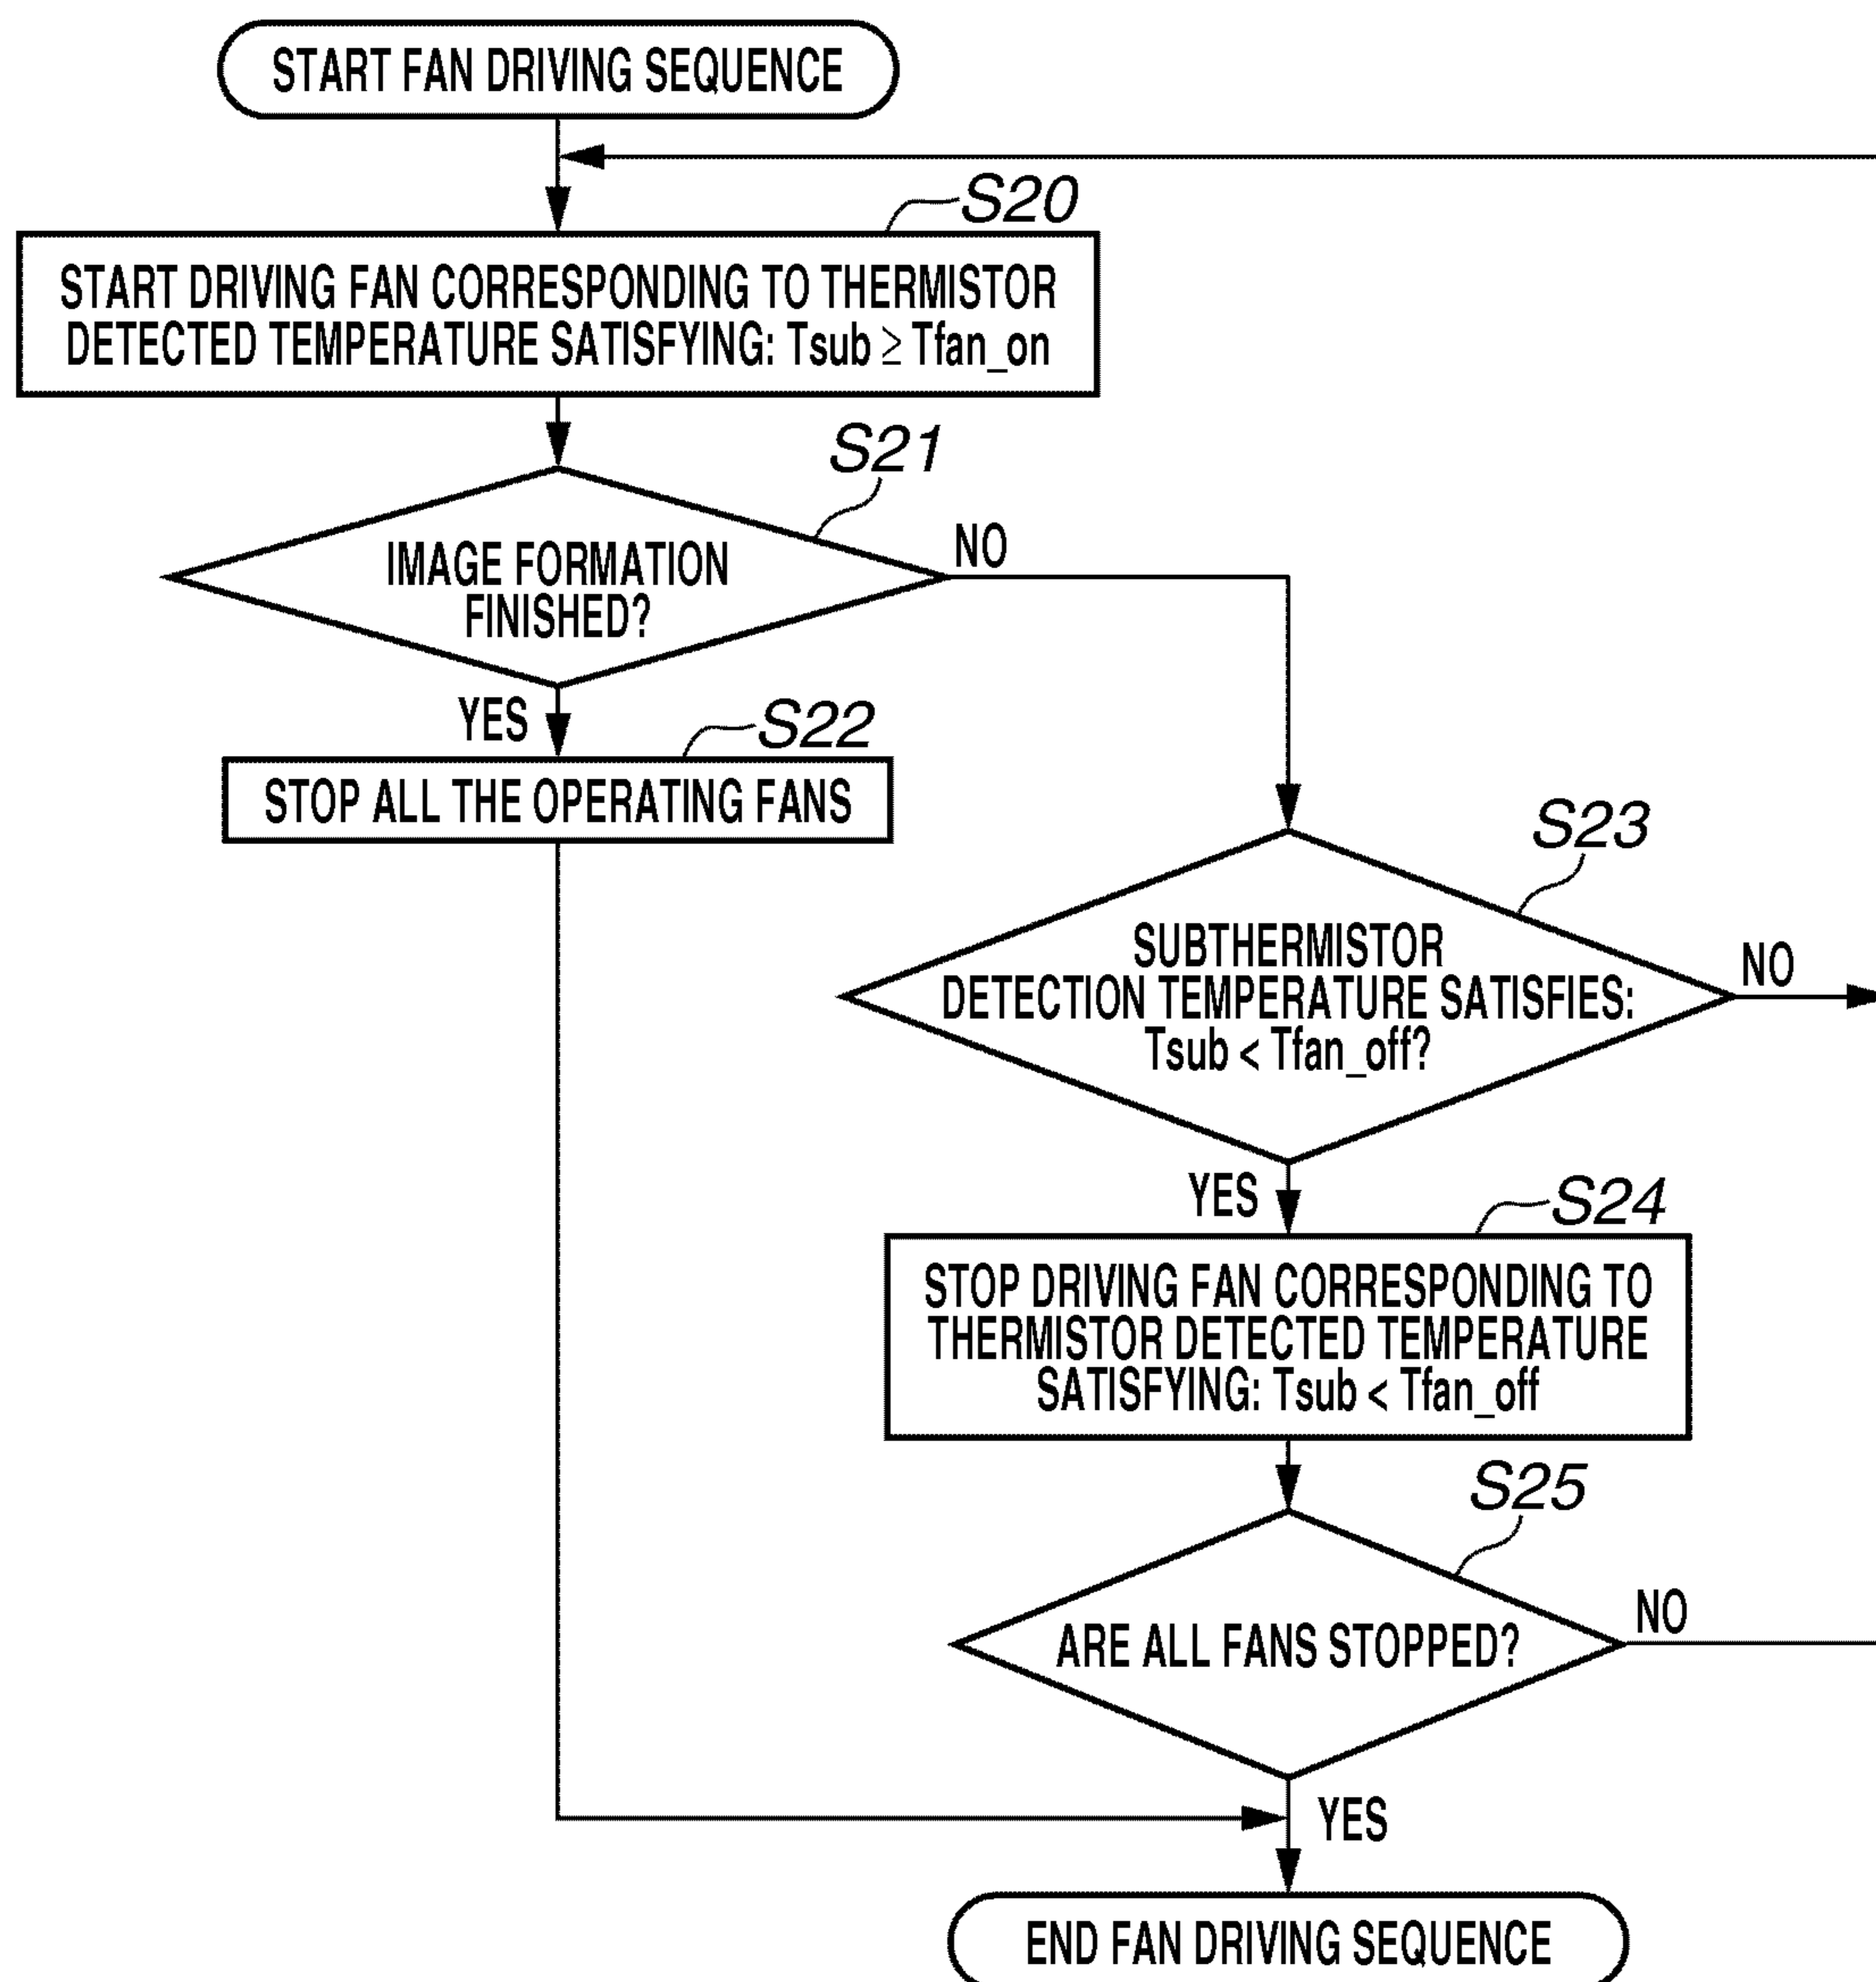 START FAN DRIVING SEQUENCE
S20
START DRIVING FAN CORRESPONDING TO THERMISTOR
DETECTED TEMPERATURE SATISFYING: Tsub ≥ Tfan_on
S21
IMAGE FORMATION
FINISHED?
NO
YES
S22
STOP ALL THE OPERATING FANS
S23
SUBTHERMISTOR
DETECTION TEMPERATURE SATISFIES:
Tsub < Tfan_off?
NO
YES
S24
STOP DRIVING FAN CORRESPONDING TO
THERMISTOR DETECTED TEMPERATURE
SATISFYING: Tsub < Tfan_off
S25
ARE ALL FANS STOPPED?
NO
YES
END FAN DRIVING SEQUENCE